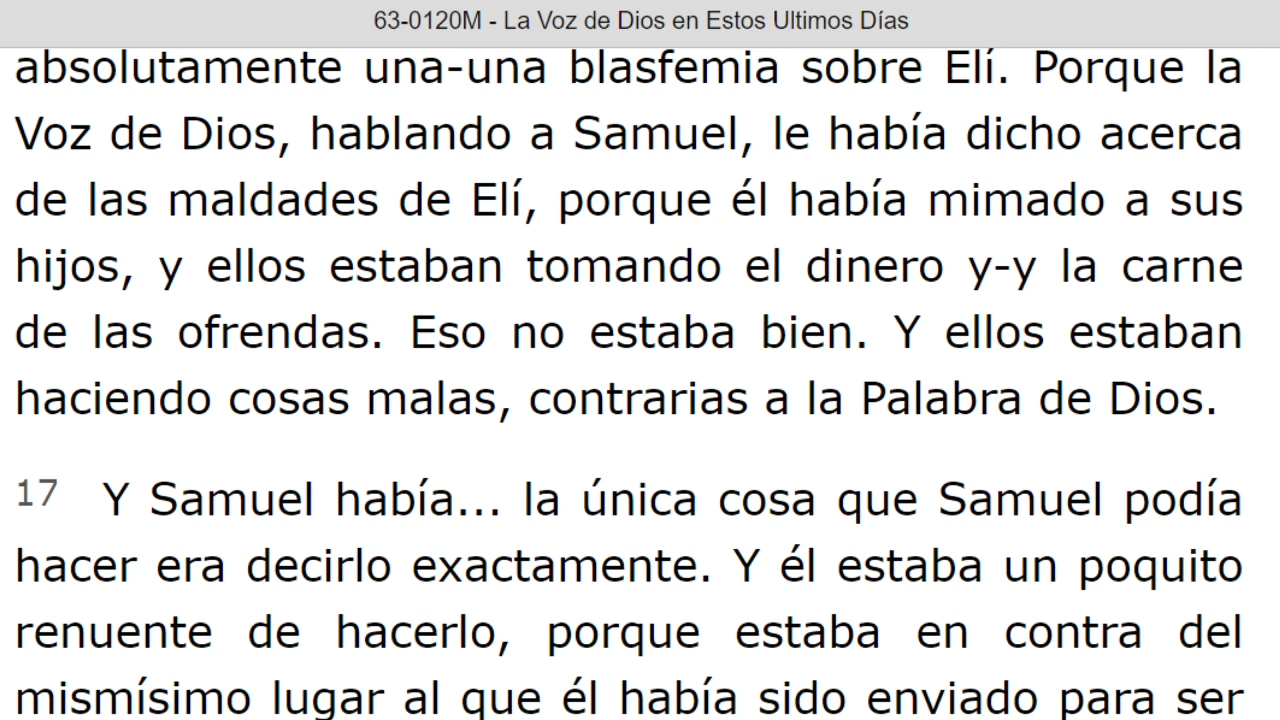 63-0120M - La Voz de Dios en Estos Ultimos Días
absolutamente una-una blasfemia sobre Elí. Porque la
Voz de Dios, hablando a Samuel, le había dicho acerca
de las maldades de Elí, porque él había mimado a sus
hijos, y ellos estaban tomando el dinero y-y la carne
de las ofrendas. Eso no estaba bien. Y ellos estaban
haciendo cosas malas, contrarias a la Palabra de Dios.
17 Y Samuel había... la única cosa que Samuel podía
hacer era decirlo exactamente. Y él estaba un poquito
renuente de hacerlo, porque estaba en contra del
mismísimo lugar al que él había sido enviado para ser